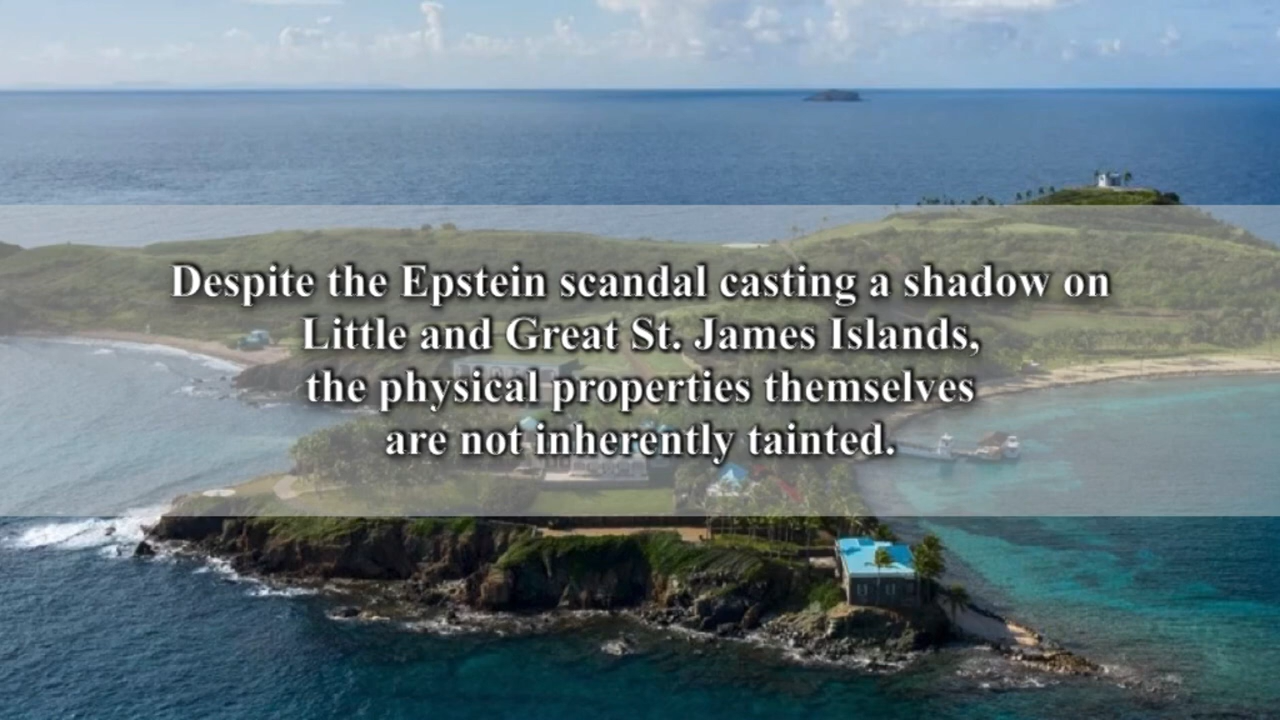 Despite the Epstein scandal casting a shadow on
Little and Great St. James Islands,
the physical properties themselves
are not inherently tainted.